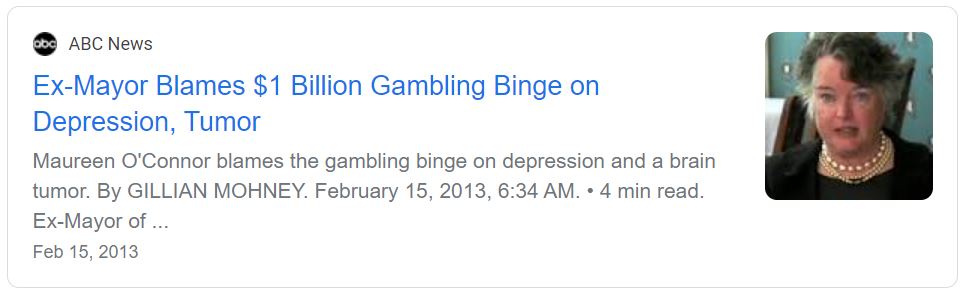 abc ABC News
Ex-Mayor Blames $1 Billion Gambling Binge on
Depression, Tumor
Maureen O'Connor blames the gambling binge on depression and a brain
tumor. By GILLIAN MOHNEY. February 15, 2013, 6:34 AM. • 4 min read.
Ex-Mayor of ...
Feb 15, 2013